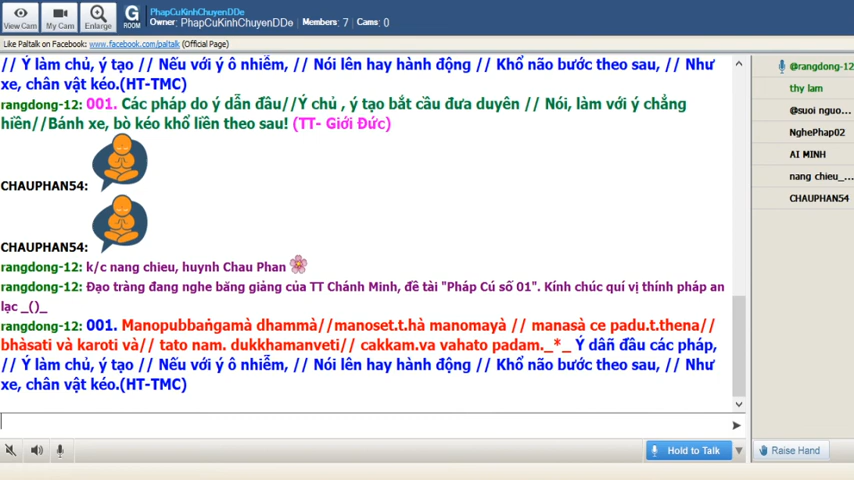 PhapCuKinhChuyenDDe
Owner: PhapCuKinhChuyenDDe Members: 7 Cams: 0
View Cam
My Cam
Enlarge
G
ROOM
Like Paltalk on Facebook: www.facebook.com/paltalk (Official Page)
// Ý làm chủ, ý tạo // Nếu với ý ô nhiễm, // Nói lên hay hành động // Khổ não bước theo sau, // Như
xe, chân vật kéo.(HT-TMC)
rangdong-12: 001. Các pháp do ý dẫn đầu//Ý chủ , ý tạo bắt cầu đưa duyên // Nói, làm với ý chẳng
hiền//Bánh xe, bò kéo khổ liền theo sau! (TT- Giới Đức)
CHAUPHAN54:
CHAUPHAN54:
rangdong-12: k/c nang chieu, huynh Chau Phan
rangdong-12: Đạo tràng đang nghe băng giảng của TT Chánh Minh, đề tài "Pháp Cú số 01". Kính chúc quí vị thính pháp an
lạc _()_
rangdong-12: 001. Manopubbaṅgamà dhammà//manoset.t.hà manomayà // manasà ce padu.t.thena//
bhàsati và karoti và// tato nam. dukkhamanveti// cakkam.va vahato padam._*_ Ý dẫn đầu các pháp,
// Ý làm chủ, ý tạo // Nếu với ý ô nhiễm, // Nói lên hay hành động // Khổ não bước theo sau, // Như
xe, chân vật kéo.(HT-TMC)
@rangdong-12
thy lam
@suoi nguo...
NghePhap02
AI MINH
nang chieu_...
CHAUPHAN54
Hold to Talk
Raise Hand